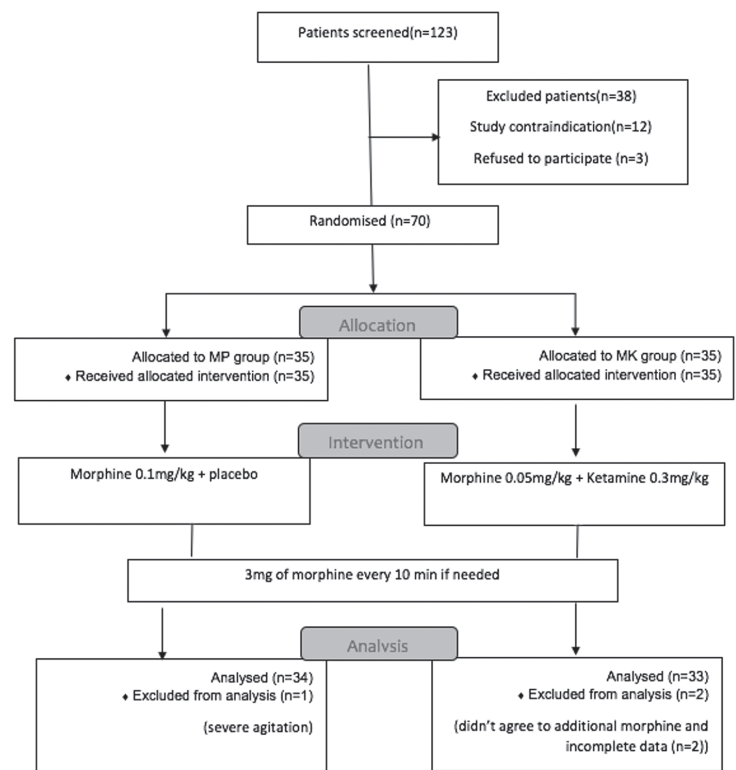 Patients screened(n=123)
Excluded patients(n=38)
Study contraindication(n=12)
Refused to participate (n=3)
Randomised (n=70)
Allocation
Allocated to MP group (n=35)
♦ Received allocated intervention (n=35)
Allocated to MK group (n=35)
♦ Received allocated intervention (n=35)
Intervention
Morphine 0.1mg/kg + placebo
Morphine 0.05mg/kg + Ketamine 0.3mg/kg
3mg of morphine every 10 min if needed
Analysis
Analysed (n=34)
♦ Excluded from analysis (n=1)
(severe agitation)
Analysed (n=33)
♦ Excluded from analysis (n=2)
(didn't agree to additional morphine and
incomplete data (n=2))